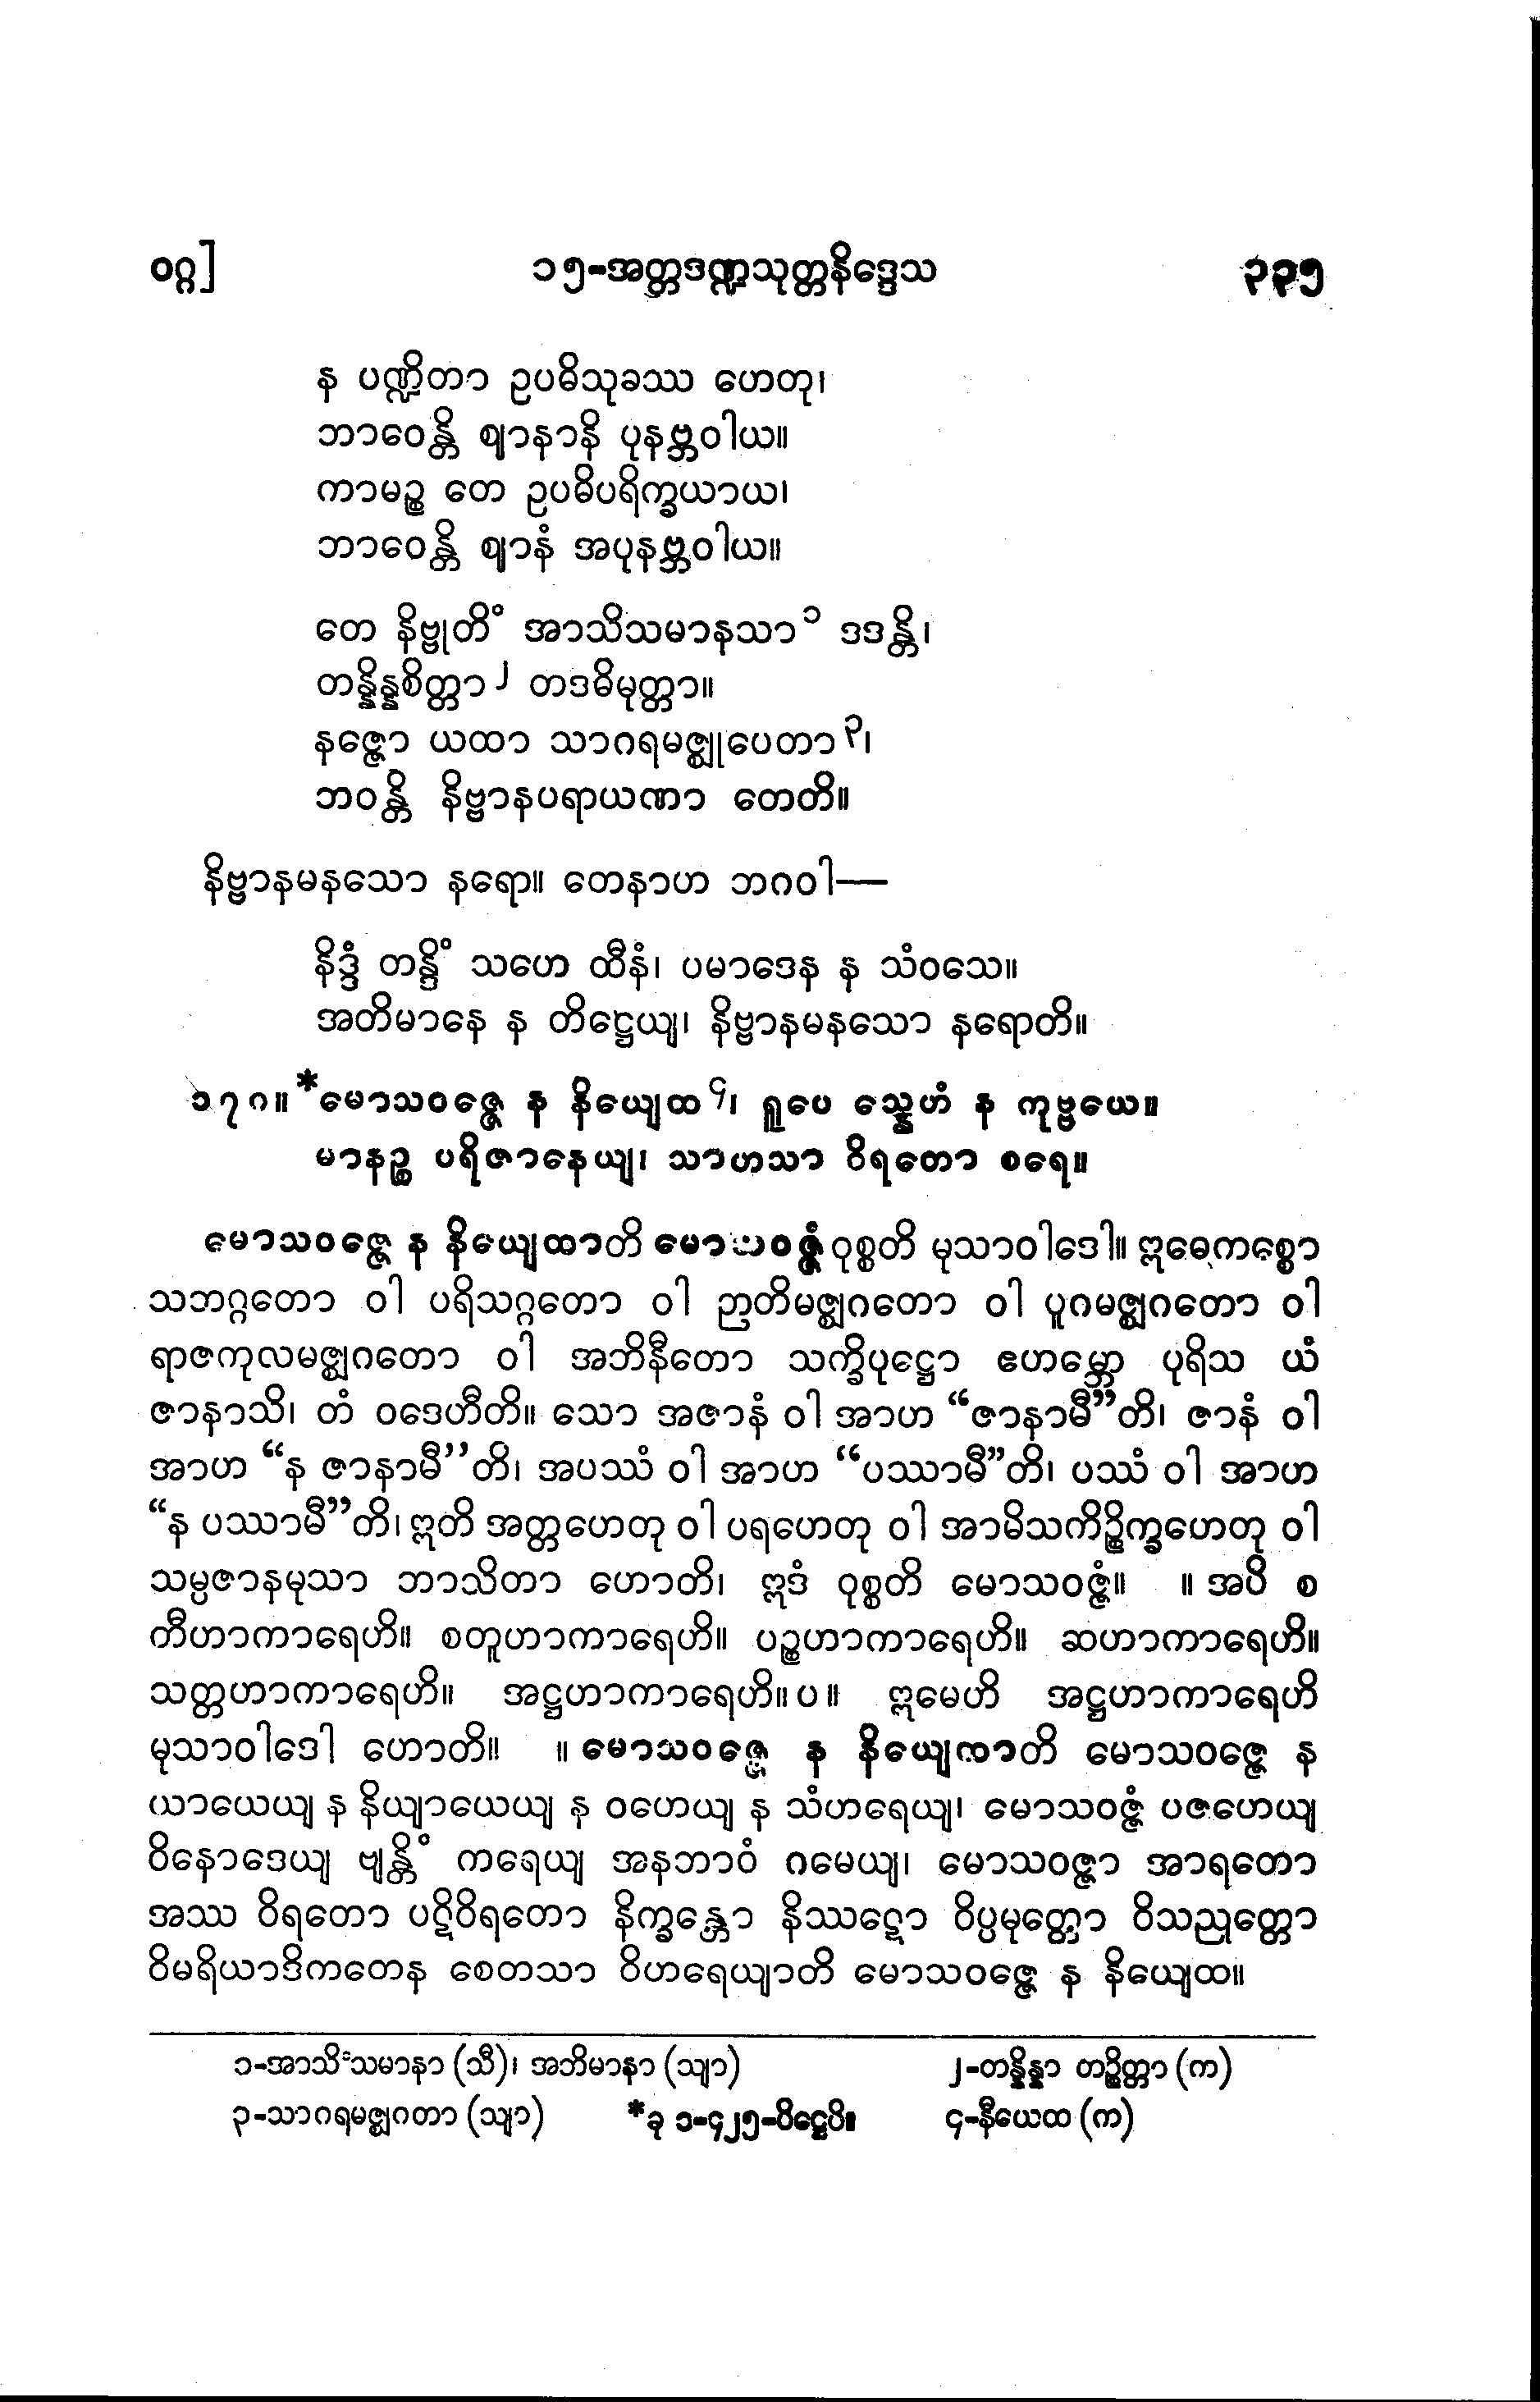 ဝဂ္ဂ] ၁၅-အတ္တဒဏ္ဍသုတ္တနိဒ္ဒေသ ၃၃၅
န ပဏ္ဍိတာ ဥပဓိသုခဿ ဟေတု၊
ဘာဝေန္တိ ဈာနာနိ ပုနဗ္ဘဝါယ။
ကာမဉ္စ တေ ဥပဓိပရိက္ခယာယ၊
ဘာဝေန္တိ ဈာနံ အပုနဗ္ဘဝါယ။
တေ နိဗ္ဗုတိံ အာသိသမာနသာ၁ ဒဒန္တိ၊
တန္နိန္နစိတ္တာ၂ တဒဓိမုတ္တာ။
နဇ္ဇော ယထာ သာဂရမဇ္ဈုပေတာ၃၊
ဘဝန္တိ နိဗ္ဗာနပရာယဏာ တေတိ။
နိဗ္ဗာနမနသော နရော။ တေနာဟ ဘဂဝါ—
နိဒ္ဒံ တန္ဒိံ သဟေ ထီနံ၊ ပမာဒေန န သံဝသေ။
အတိမာနေ န တိဋ္ဌေယျ၊ နိဗ္ဗာနမနသော နရောတိ။
၁၇၈။ *မောသဝဇ္ဇေ န နိယျေထ၄၊ ရူပေ သ္နေဟံ န ကုဗ္ဗယေ။
မာနဉ္စ ပရိဇာနေယျ၊ သာဟသာ ဝိရတော စရေ။
မောသဝဇ္ဇေ န နိယျေထာတိ မောသဝဇ္ဇံ ဝုစ္စတိ မုသာဝါဒေါ။ ဣဓေကစ္စော
သဘဂ္ဂတော ဝါ ပရိသဂ္ဂတော ဝါ ဉာတိမဇ္ဈဂတော ဝါ ပူဂမဇ္ဈဂတော ဝါ
ရာဇကုလမဇ္ဈဂတော ဝါ အဘိနီတော သက္ခိပုဋ္ဌော ဧဟမ္ဘော ပုရိသ ယံ
ဇာနာသိ၊ တံ ဝဒေဟီတိ။ သော အဇာနံ ဝါ အာဟ “ဇာနာမီ”တိ၊ ဇာနံ ဝါ
အာဟ “န ဇာနာမီ”တိ၊ အပဿံ ဝါ အာဟ “ပဿာမီ”တိ၊ ပဿံ ဝါ အာဟ
“န ပဿာမီ”တိ၊ ဣတိ အတ္တဟေတု ဝါ ပရဟေတု ဝါ အာမိသကိဉ္စိက္ခဟေတု ဝါ
သမ္ပဇာနမုသာ ဘာသိတာ ဟောတိ၊ ဣဒံ ဝုစ္စတိ မောသဝဇ္ဇံ။ ။ အပိ စ
တီဟာကာရေဟိ။ စတူဟာကာရေဟိ။ ပဉ္စဟာကာရေဟိ။ ဆဟာကာရေဟိ။
သတ္တဟာကာရေဟိ။ အဋ္ဌဟာကာရေဟိ။ပ။ ဣမေဟိ အဋ္ဌဟာကာရေဟိ
မုသာဝါဒေါ ဟောတိ။ ။ မောသဝဇ္ဇေ န နိယျေထာတိ မောသဝဇ္ဇေ န
ယာယေယျ န နိယျာယေယျ န ဝဟေယျ န သံဟရေယျ၊ မောသဝဇ္ဇံ ပဇဟေယျ
ဝိနောဒေယျ ဗျန္တိံ ကရေယျ အနဘာဝံ ဂမေယျ၊ မောသဝဇ္ဇာ အာရတော
အဿ ဝိရတော ပဋိဝိရတော နိက္ခန္တော နိဿဋော ဝိပ္ပမုတ္တော ဝိသညုတ္တော
ဝိမရိယာဒိကတေန စေတသာ ဝိဟရေယျာတိ မောသဝဇ္ဇေ န နိယျေထ။
၁-အာသိံသမာနာ (သီ)၊ အဘိမာနာ (သျာ) ၂-တန္နိန္နာ တစ္စိတ္တာ (က)
၃-သာဂရမဇ္ဈဂတာ (သျာ) *ခု ၁-၄၂၅-ပိဋ္ဌေပိ။ ၄-နီယေထ (က)